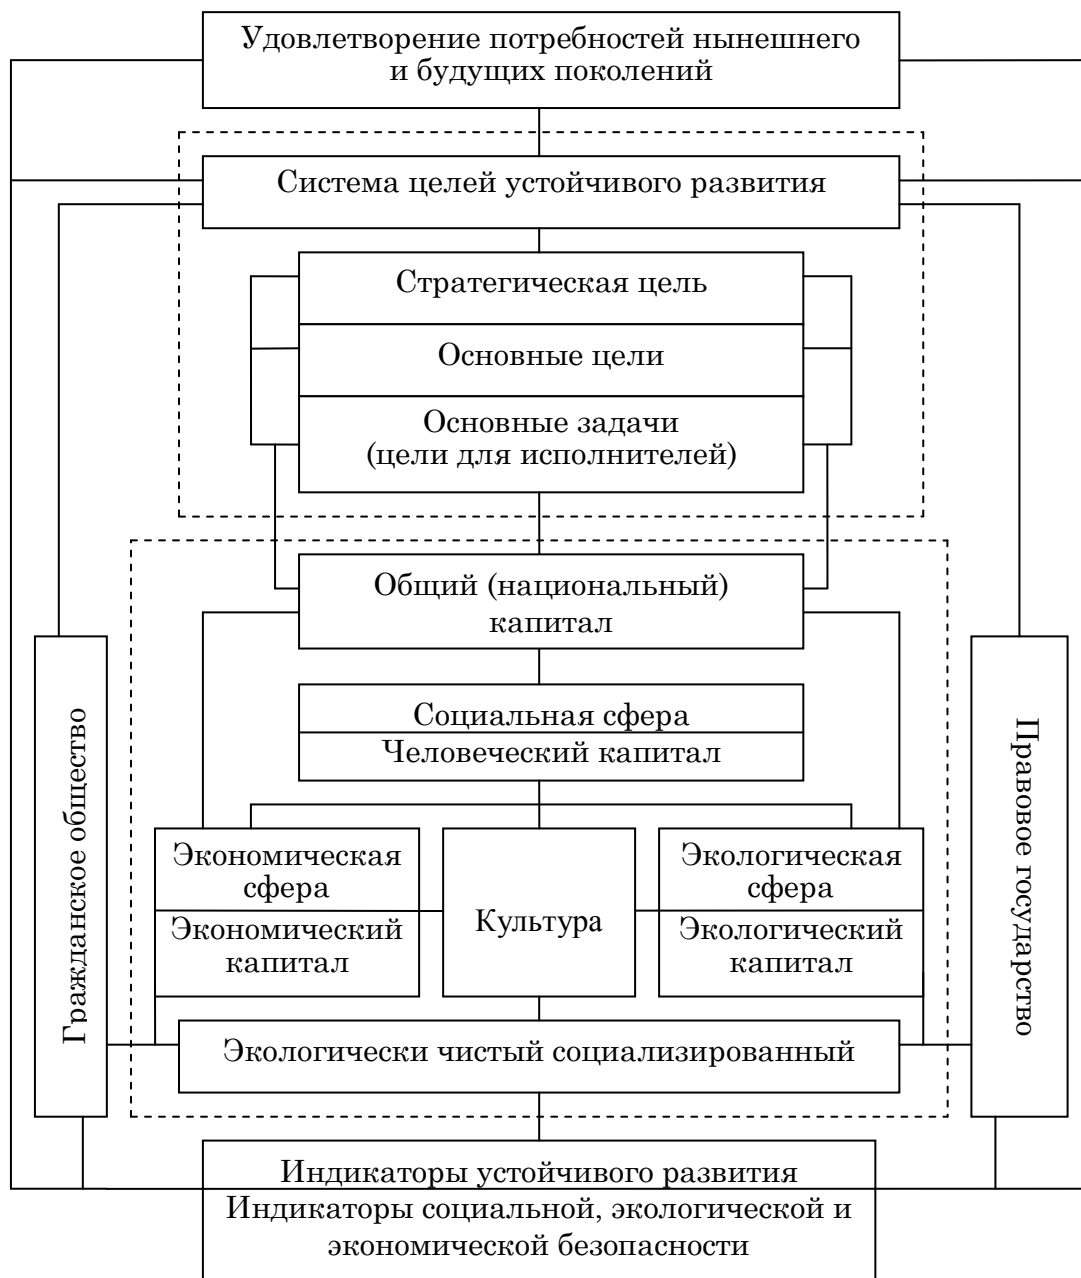 Удовлетворение потребностей нынешнего
и будущих поколений
Система целей устойчивого развития
Стратегическая цель
Основные цели
Основные задачи
(цели для исполнителей)
Общий (национальный)
капитал
Социальная сфера
Человеческий капитал
Гражданское общество
Экономическая
сфера
Экономический
капитал
Культура
Экологическая
сфера
Экологический
капитал
Правовое государство
Экологически чистый социализированный
Индикаторы устойчивого развития
Индикаторы социальной, экологической и
экономической безопасности